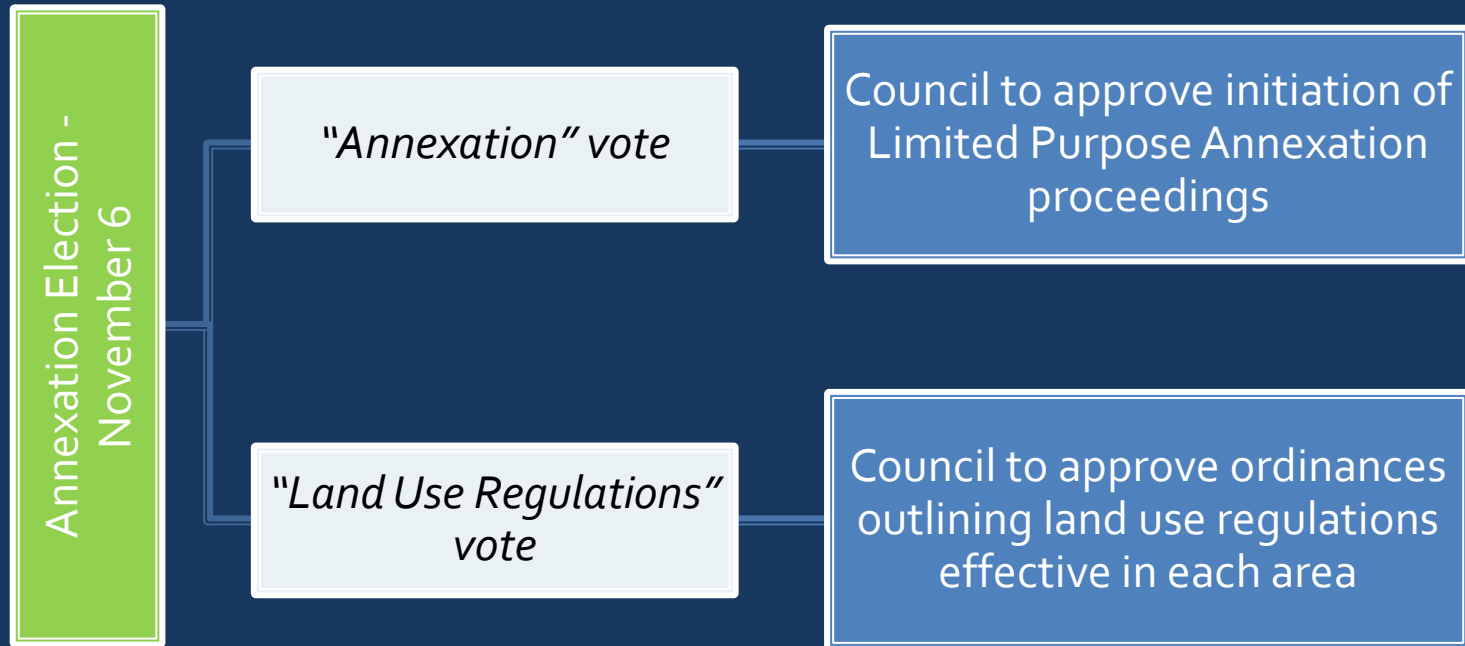 Annexation Election -
November 6
“Annexation” vote
Council to approve initiation of
Limited Purpose Annexation
proceedings
“Land Use Regulations”
vote
Council to approve ordinances
outlining land use regulations
effective in each area